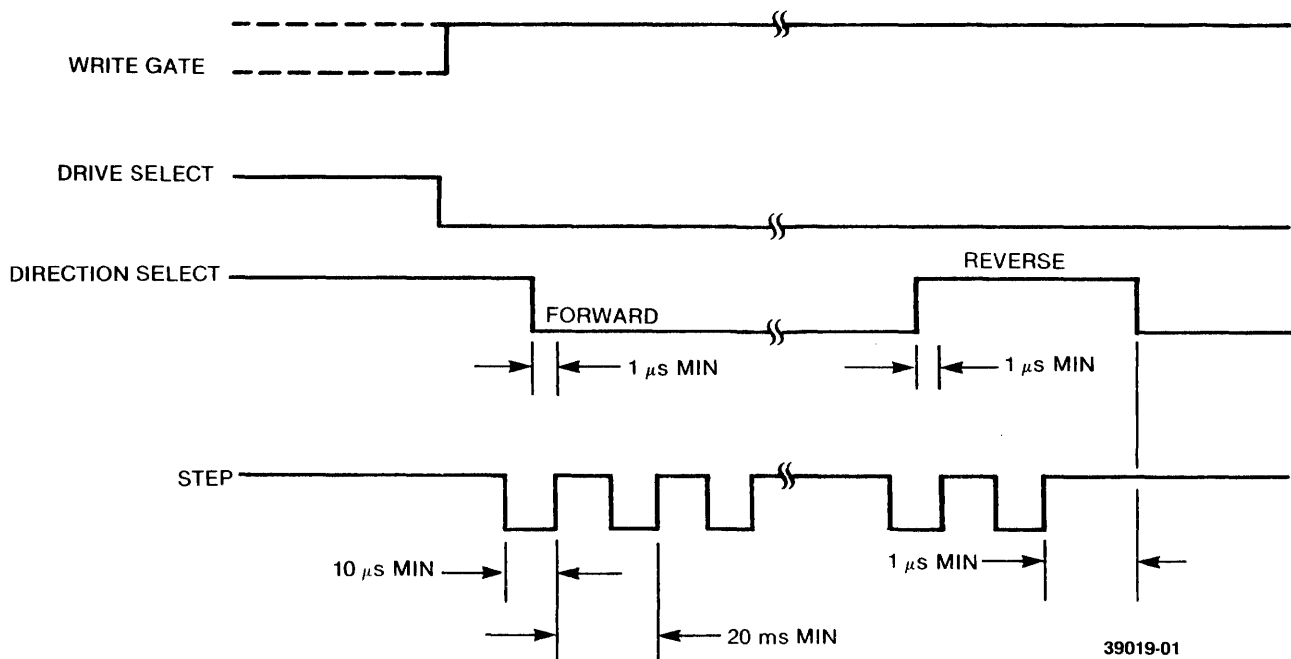 WRITE GATE
DRIVE SELECT
DIRECTION SELECT
REVERSE
FORWARD
1 μs MIN
1 μs MIN
STEP
10 μs MIN
1 μs MIN
20 ms MIN
39019-01